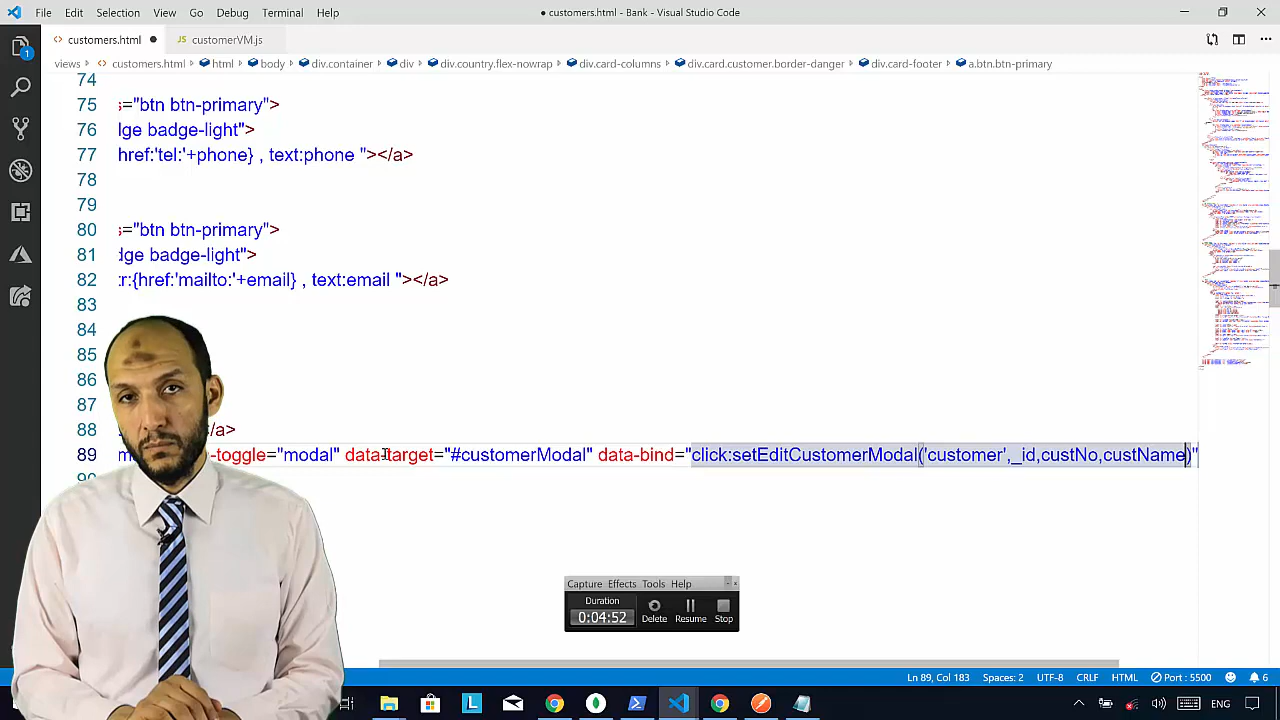 File Edit Selection View Go Debug Terminal Help
● customers.html - Bank - Visual Studio Code
customers.html ●
JS customerVM.js
views > customers.html > html > body > div.container > div > div.country.flex-nowrap > div.card-columns > div.card.customer.border-danger > div.card-footer > a.btn.btn-primary
74
75 s="btn btn-primary">
76 dge badge-light">
77 href:'tel:'+phone} , text:phone "></a>
78
79
80 s="btn btn-primary">
81 dge badge-light">
82 tr:{href:'mailto:'+email} , text:email "></a>
83
84
85
86
87
88 /a>
89 -toggle="modal" data-target="#customerModal" data-bind="click:setEditCustomerModal('customer',_id,custNo,custName)"
1
Capture Effects Tools Help
Duration
0:04:52
Delete Resume Stop
Ln 89, Col 183 Spaces: 2 UTF-8 CRLF HTML Port : 5500 6
L
ENG
2